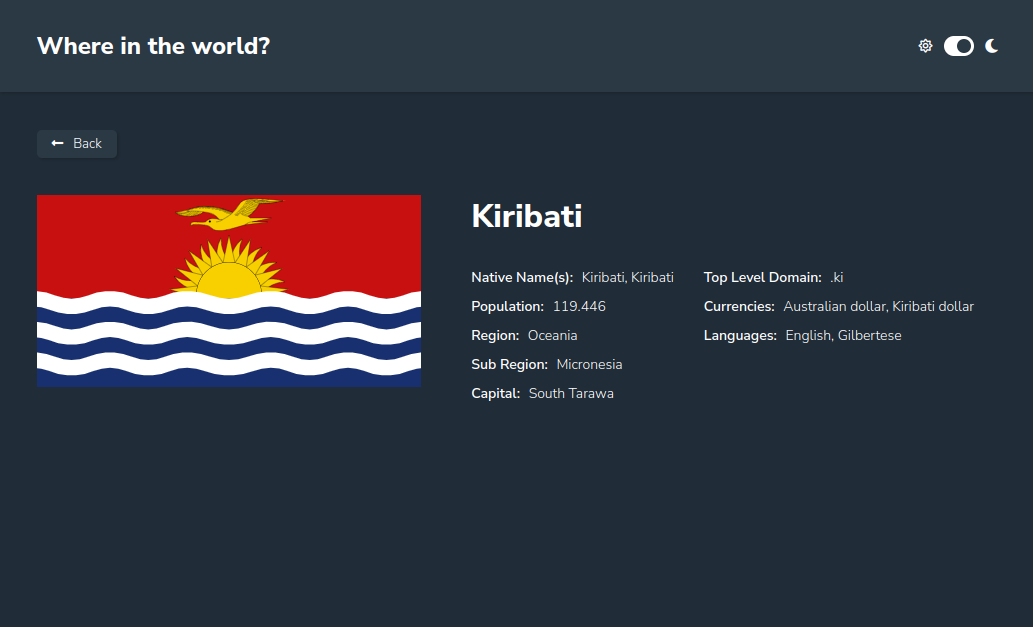 Where in the world?
Back
Kiribati
Native Name(s): Kiribati, Kiribati
Population: 119.446
Region: Oceania
Sub Region: Micronesia
Capital: South Tarawa
Top Level Domain: .ki
Currencies: Australian dollar, Kiribati dollar
Languages: English, Gilbertese